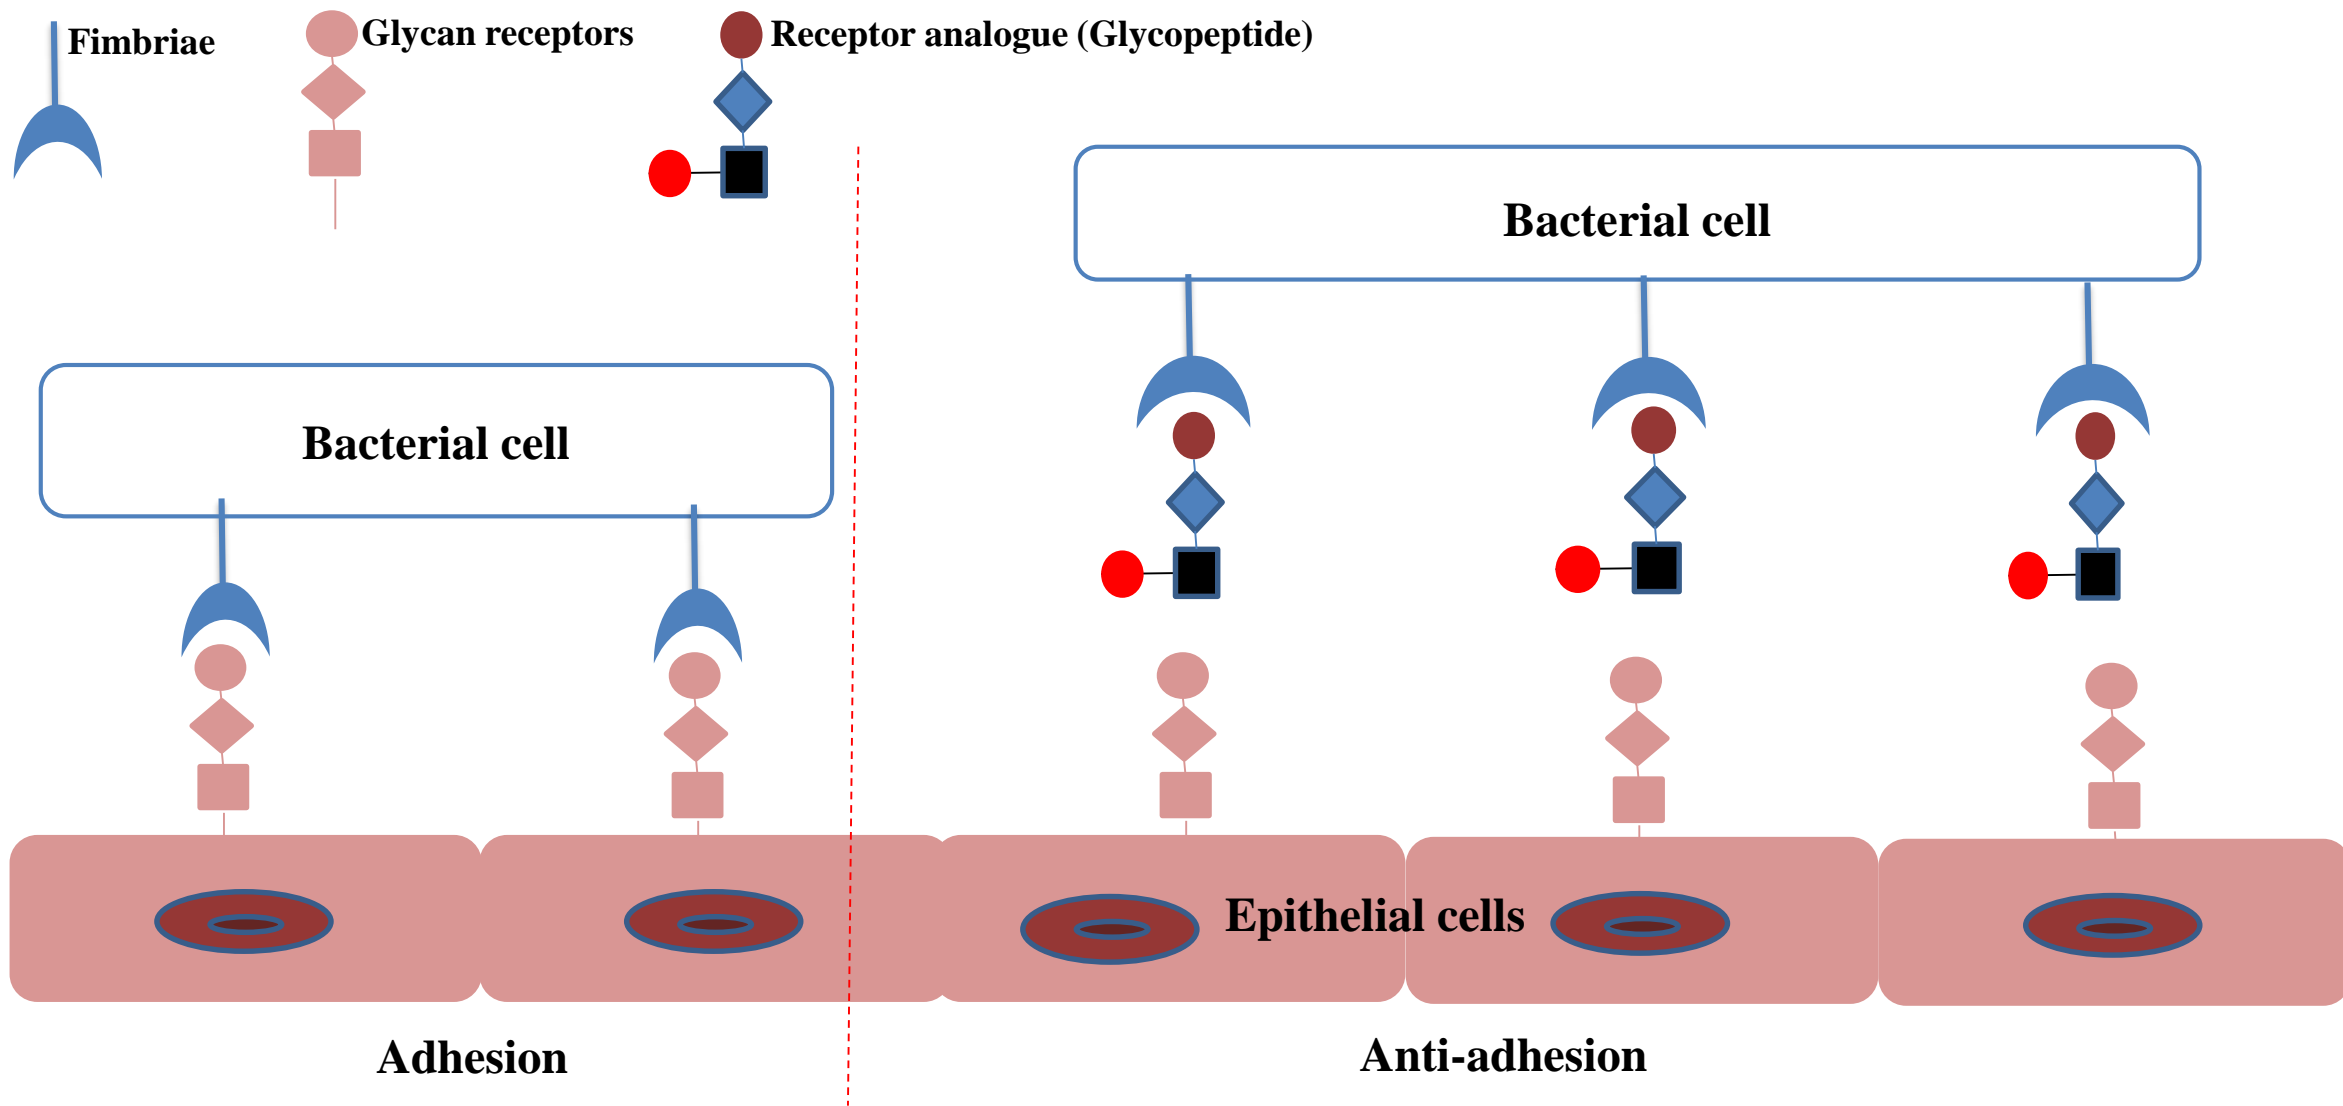 Fimbriae
Glycan receptors
Receptor analogue (Glycopeptide)
Bacterial cell
Bacterial cell
Epithelial cells
Adhesion
Anti-adhesion